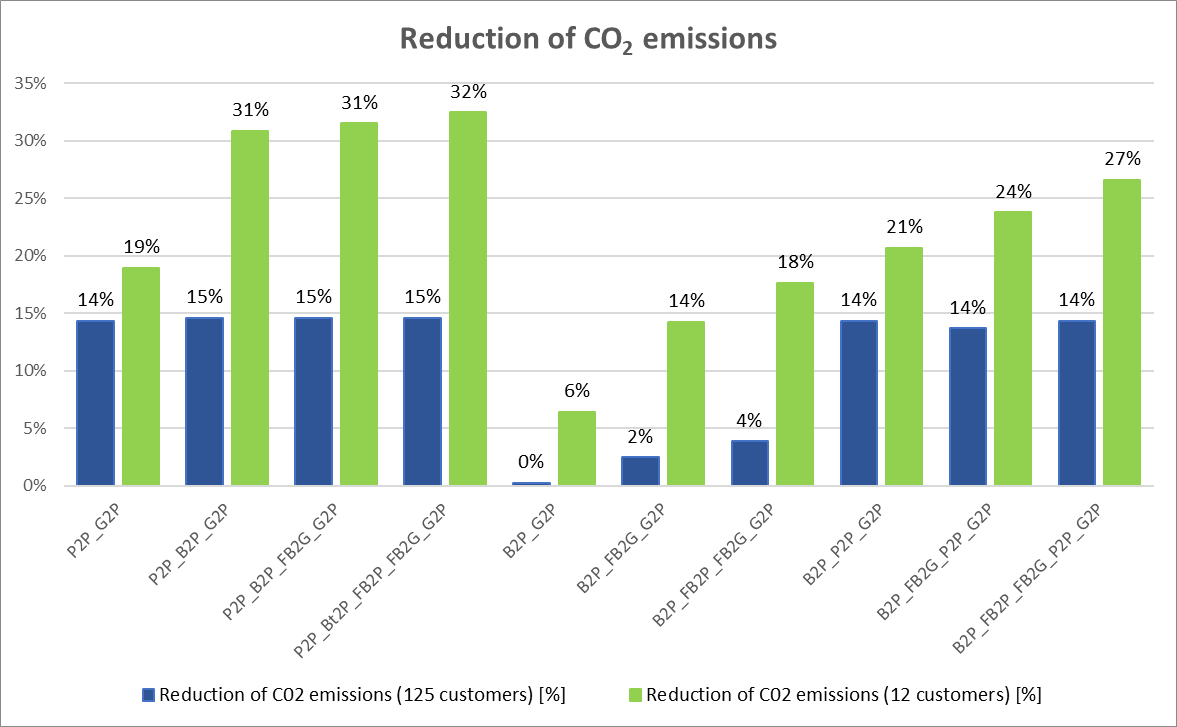 Reduction of CO₂ emissions
35%
30%
25%
20%
15%
10%
5%
0%
14%
19%
15%
31%
15%
31%
15%
32%
0%
6%
2%
14%
4%
18%
14%
21%
14%
24%
14%
27%
P2P_G2P
P2P_B2P_G2P
P2P_B2P_FB2G_G2P
P2P_Bt2P_FB2P_FB2G_G2P
B2P_G2P
B2P_FB2G_G2P
B2P_FB2P_FB2G_G2P
B2P_P2P_G2P
B2P_FB2G_P2P_G2P
B2P_FB2P_FB2G_P2P_G2P
Reduction of C02 emissions (125 customers) [%]
Reduction of C02 emissions (12 customers) [%]